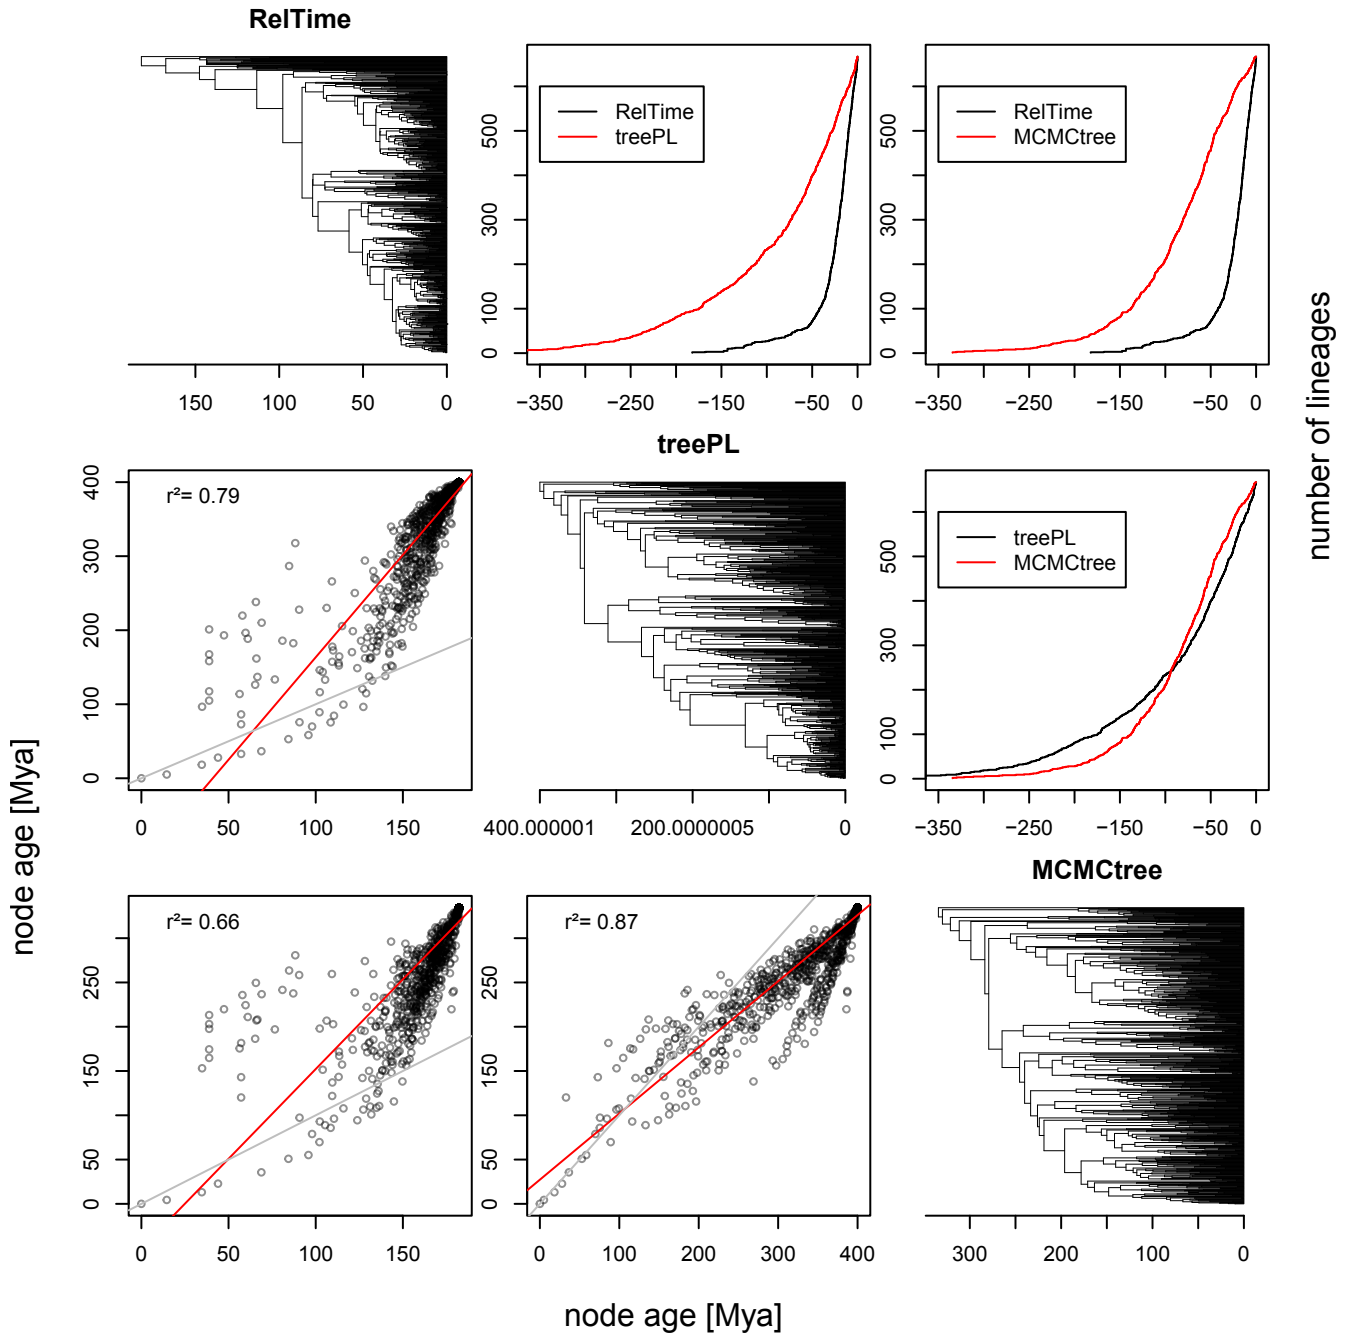 RelTime
RelTime
treePL
RelTime
MCMCtree
0 100 300 500
0 100 300 500
150 100 50 0
−350 −250 −150 −50 0
−350 −250 −150 −50 0
number of lineages
treePL
r²= 0.79
treePL
MCMCtree
0 100 200 300 400
0 100 300 500
0 50 100 150
400.000001 200.0000005 0
−350 −250 −150 −50 0
node age [Mya]
MCMCtree
r²= 0.66
r²= 0.87
0 50 150 250
0 50 150 250
0 50 100 150
0 100 200 300 400
300 200 100 0
node age [Mya]